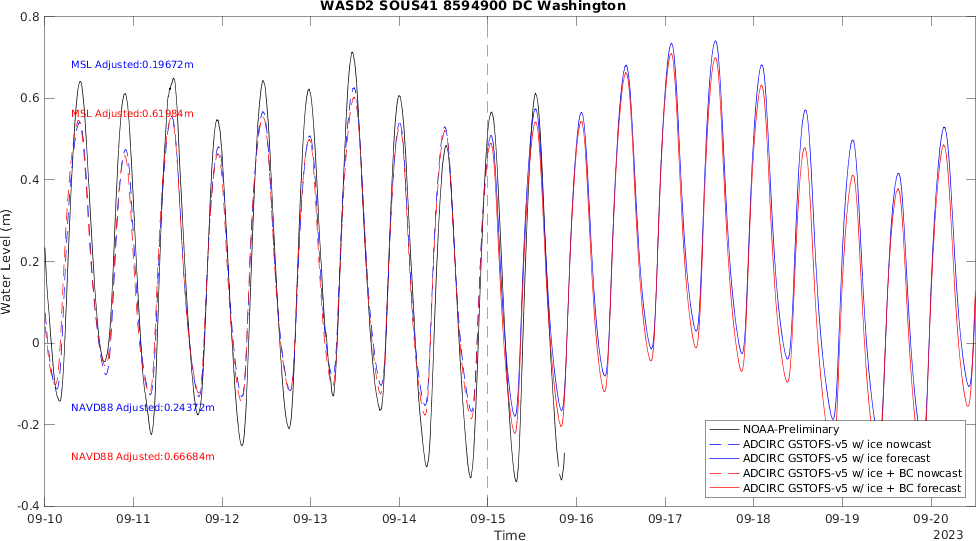 WASD2 SOUS41 8594900 DC Washington
0.8
0.6
0.4
0.2
0
-0.2
-0.4
Water Level (m)
MSL Adjusted:0.19672m
MSL Adjusted:0.61984m
NAVD88 Adjusted:0.24372m
NAVD88 Adjusted:0.66684m
NOAA-Preliminary
ADCIRC GSTOFS-v5 w/ ice nowcast
ADCIRC GSTOFS-v5 w/ ice forecast
ADCIRC GSTOFS-v5 w/ ice + BC nowcast
ADCIRC GSTOFS-v5 w/ ice + BC forecast
09-10 09-11 09-12 09-13 09-14 09-15 09-16 09-17 09-18 09-19 09-20
Time
2023